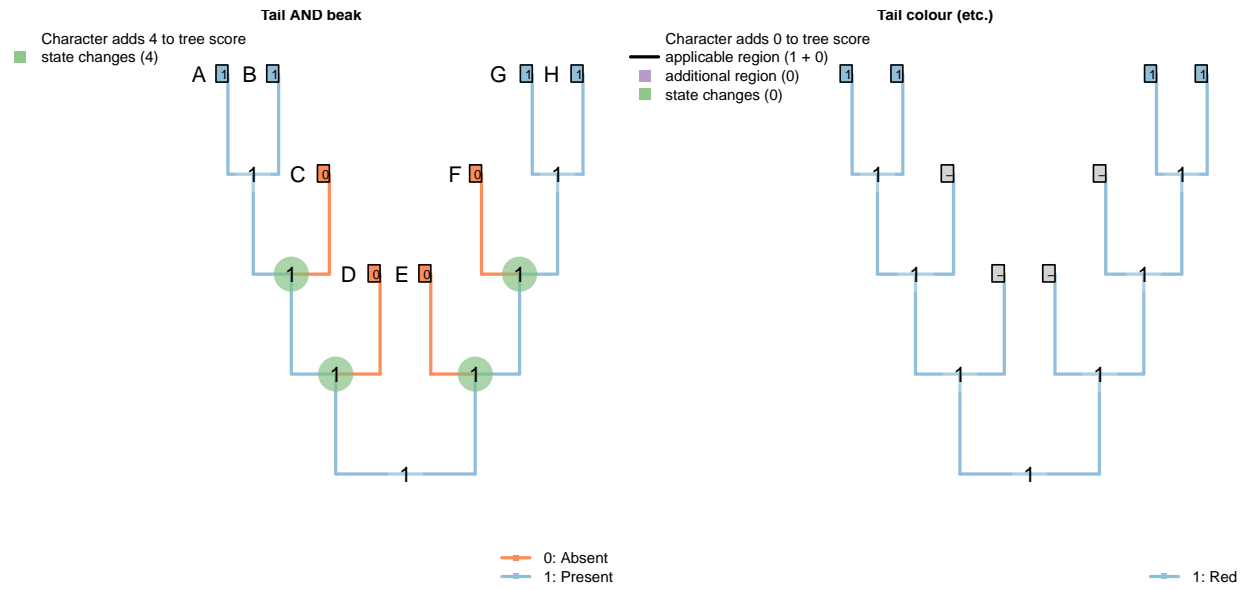 Tail AND beak
Character adds 4 to tree score
state changes (4)
A 1 B 1 G 1 H 1
1 C 0 F 0 1
1 D 0 E 0 1
1 1
1
0: Absent
1: Present
Tail colour (etc.)
Character adds 0 to tree score
applicable region (1 + 0)
additional region (0)
state changes (0)
1 1 1 1
1 – – 1
1 – – 1
1 1
1
1: Red